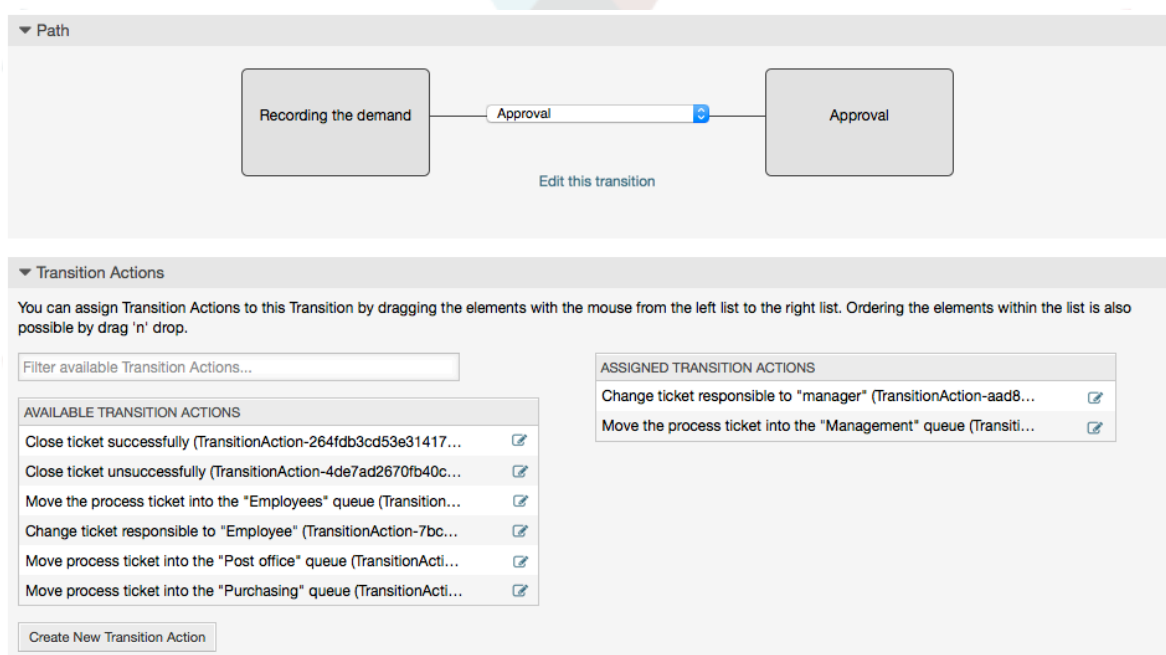 Path
Recording the demand
Approval
Approval
Edit this transition
Transition Actions
You can assign Transition Actions to this Transition by dragging the elements with the mouse from the left list to the right list. Ordering the elements within the list is also
possible by drag 'n' drop.
Filter available Transition Actions...
AVAILABLE TRANSITION ACTIONS
Close ticket successfully (TransitionAction-264fdb3cd53e31417...
Close ticket unsuccessfully (TransitionAction-4de7ad2670fb40c...
Move the process ticket into the "Employees" queue (Transition...
Change ticket responsible to "Employee" (TransitionAction-7bc...
Move process ticket into the "Post office" queue (TransitionActi...
Move process ticket into the "Purchasing" queue (TransitionActi...
Create New Transition Action
ASSIGNED TRANSITION ACTIONS
Change ticket responsible to "manager" (TransitionAction-aad8...
Move the process ticket into the "Management" queue (Transiti...